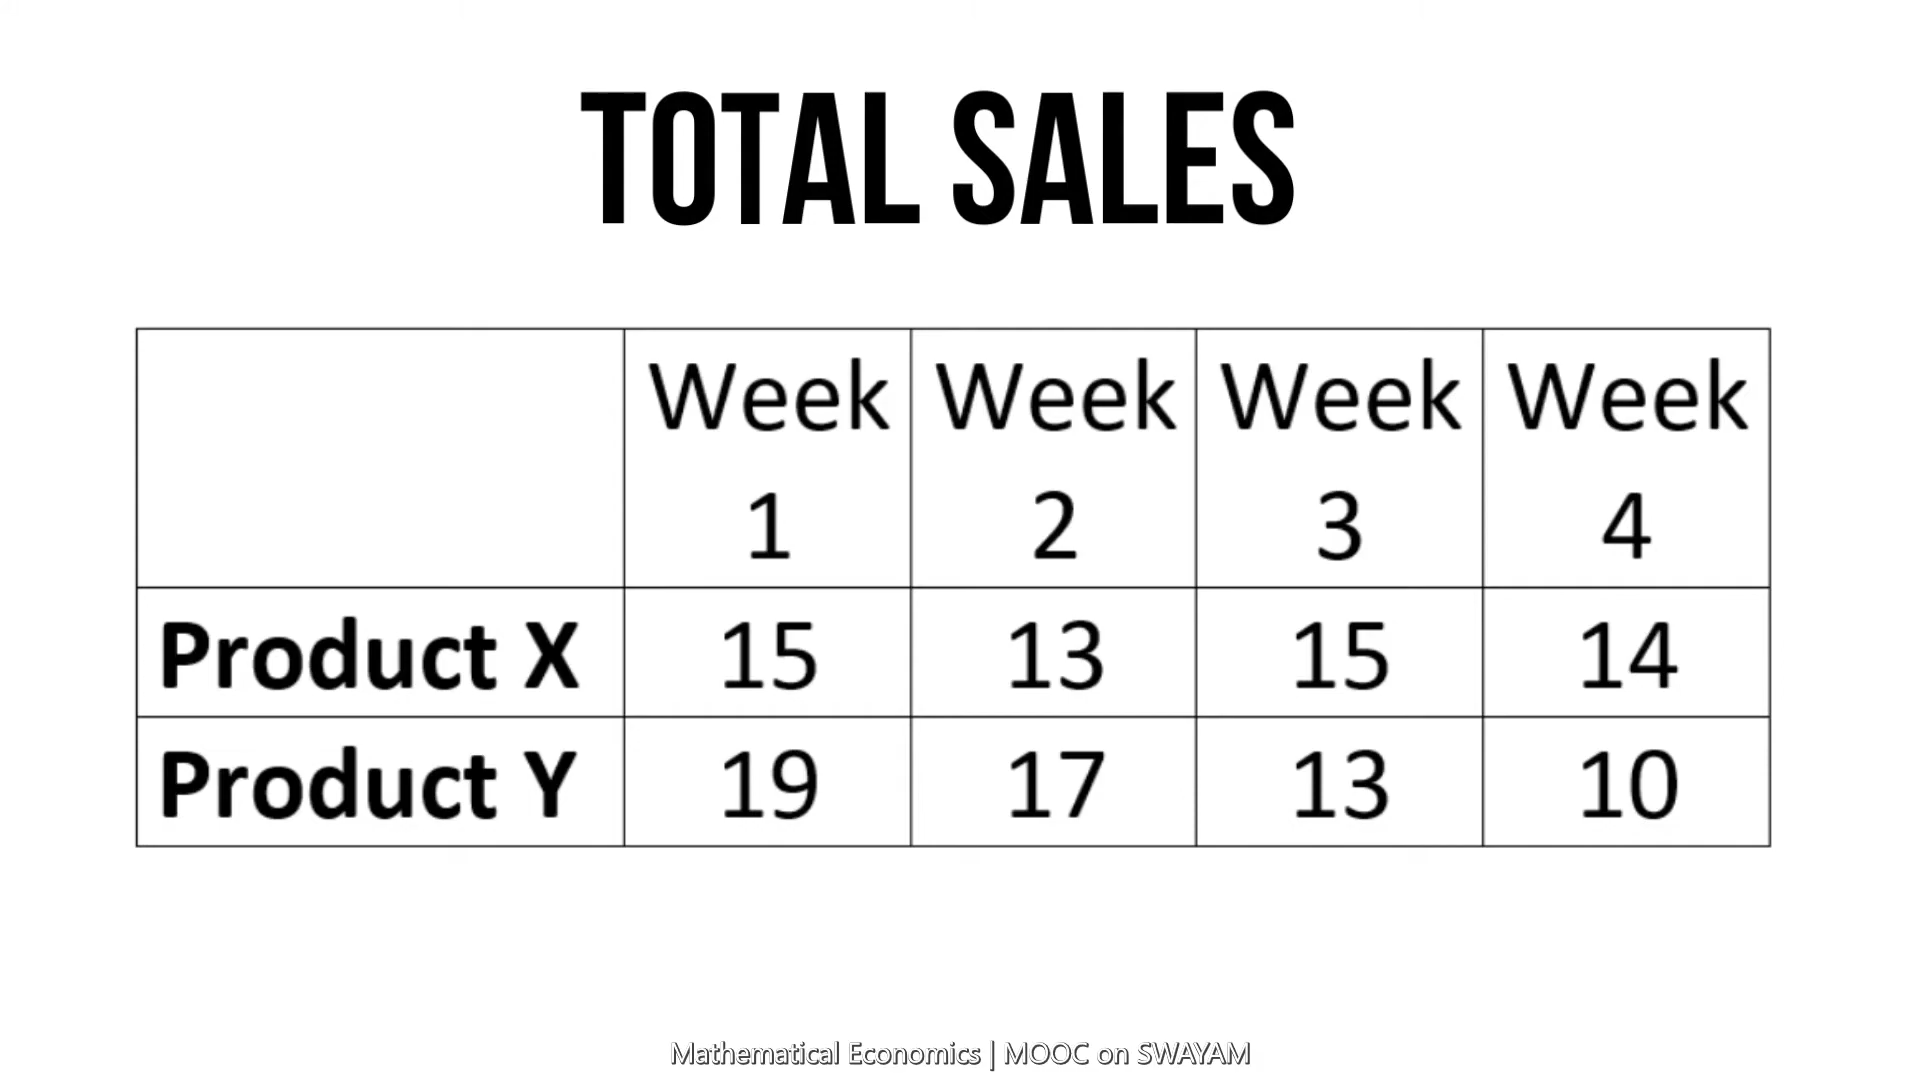 TOTAL SALES
Week 1 Week 2 Week 3 Week 4
Product X 15 13 15 14
Product Y 19 17 13 10
Mathematical Economics | MOOC on SWAYAM